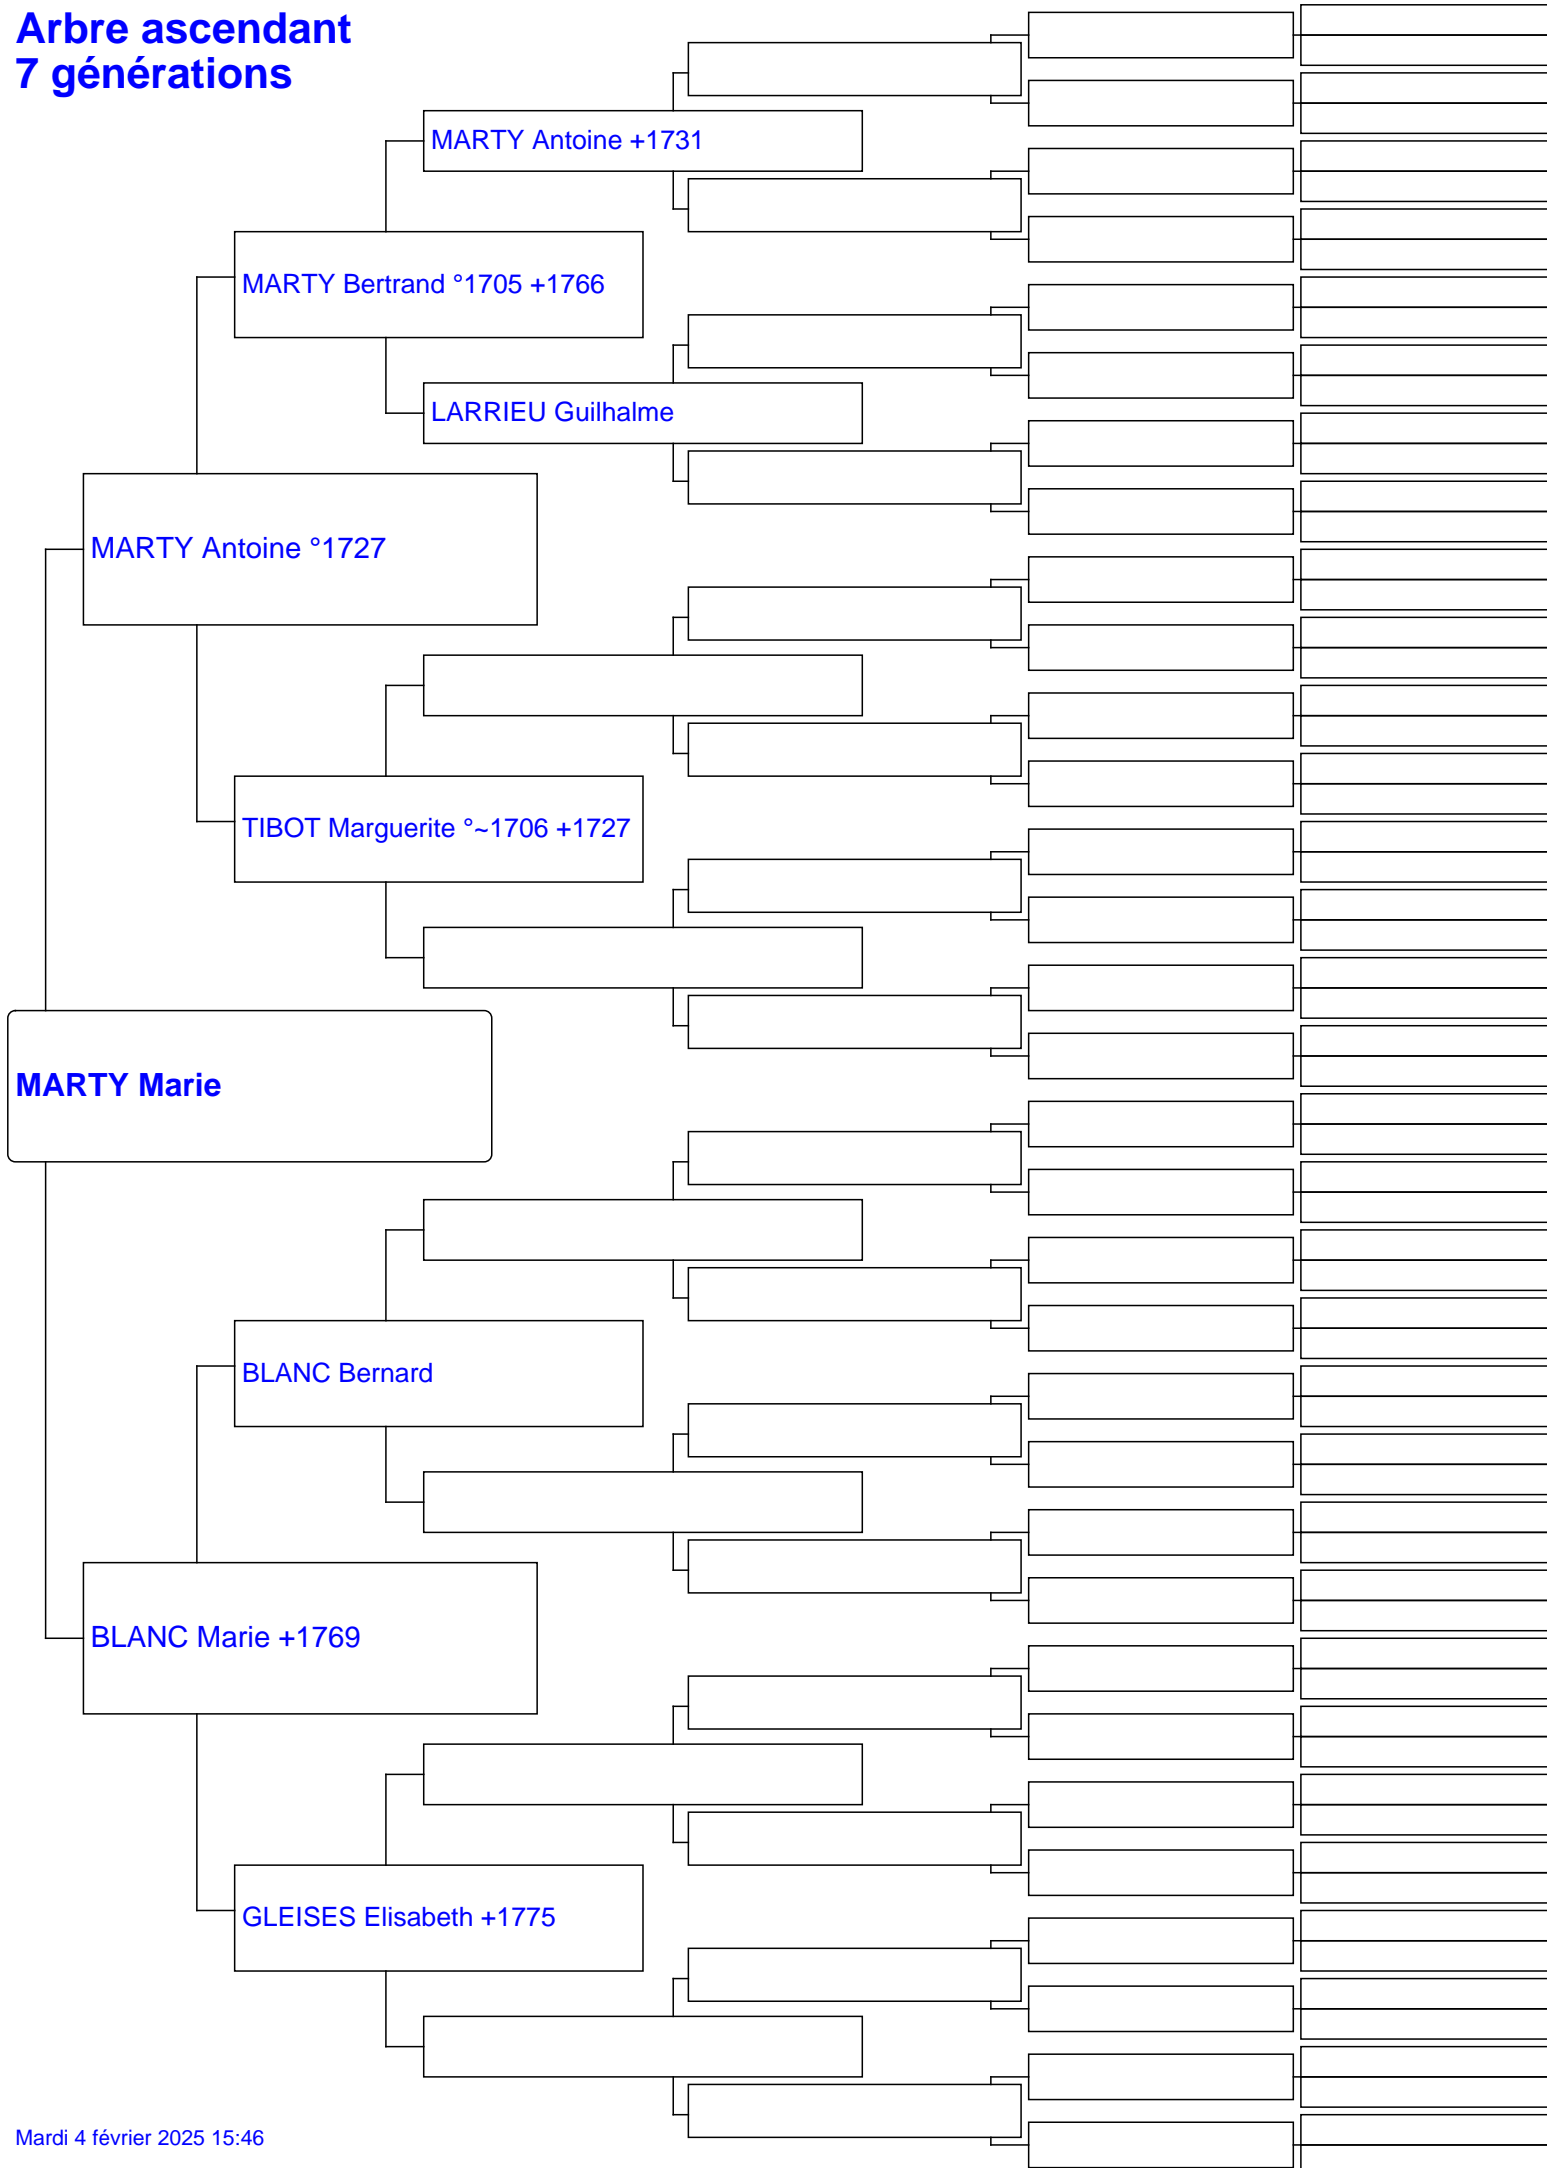 Arbre ascendant
7 générations
MARTY Antoine +1731
MARTY Bertrand °1705 +1766
LARRIEU Guilhalme
MARTY Antoine °1727
TIBOT Marguerite °~1706 +1727
MARTY Marie
BLANC Bernard
BLANC Marie +1769
GLEISES Elisabeth +1775
Mardi 4 février 2025 15:46